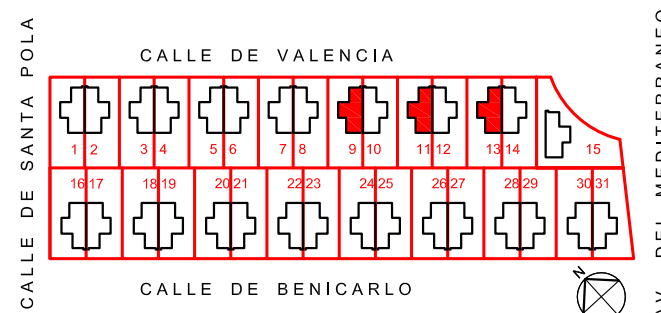 CALLE DE VALENCIA
CALLE DE SANTA POLA
1 2 3 4 5 6 7 8 9 10 11 12 13 14 15
16 17 18 19 20 21 22 23 24 25 26 27 28 29 30 31
CALLE DE BENICARLO
N
DEL MEDITERRANEO